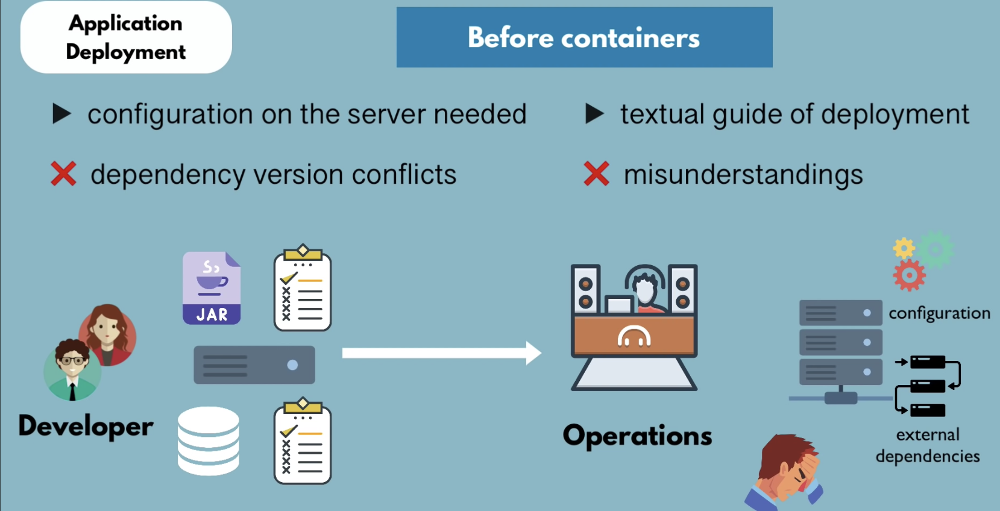 Application
Deployment
Before containers
configuration on the server needed
textual guide of deployment
dependency version conflicts
misunderstandings
JAR
configuration
Developer
Operations
external
dependencies